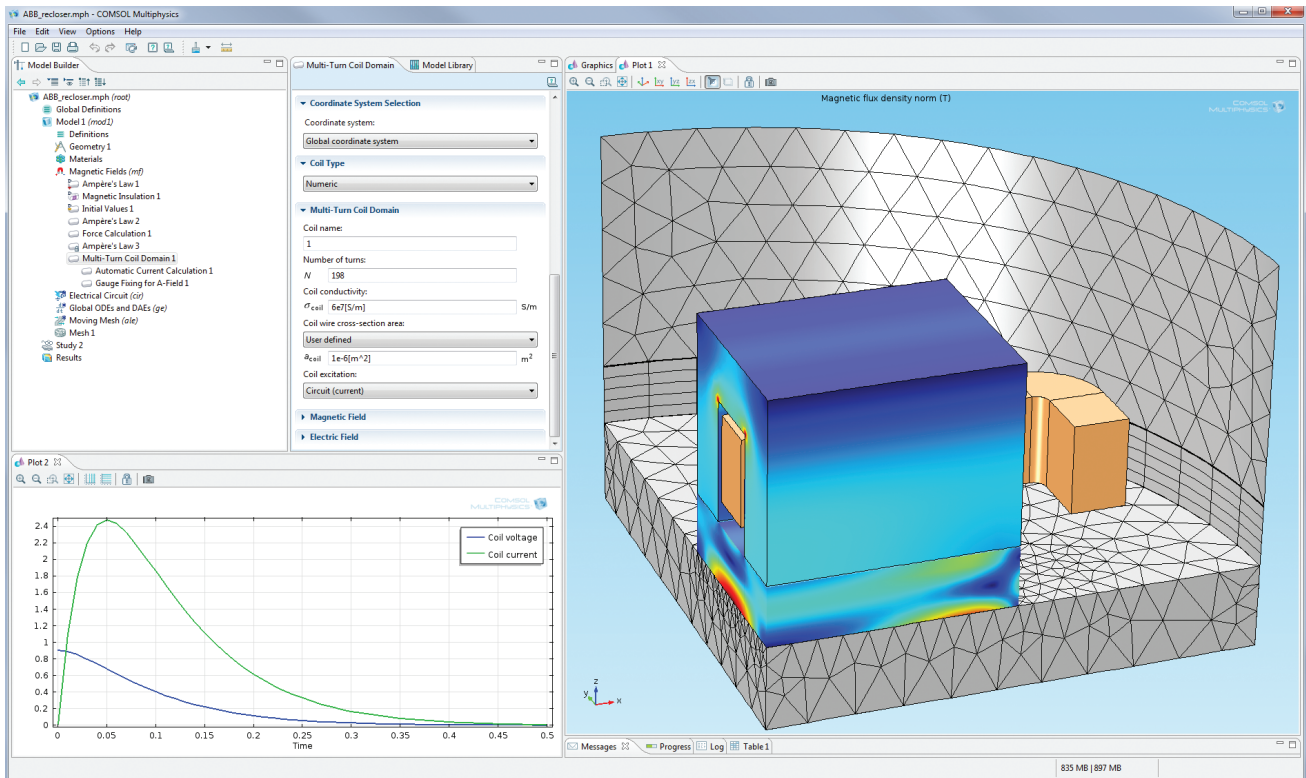 ABB_recloser.mph - COMSOL Multiphysics
File Edit View Options Help
Model Builder
ABB_recloser.mph (root)
Global Definitions
Model 1 (mod1)
Definitions
Geometry 1
Materials
Magnetic Fields (mf)
Ampère's Law 1
Magnetic Insulation 1
Initial Values 1
Ampère's Law 2
Force Calculation 1
Ampère's Law 3
Multi-Turn Coil Domain 1
Automatic Current Calculation 1
Gauge Fixing for A-Field 1
Electrical Circuit (cir)
Global ODEs and DAEs (ge)
Moving Mesh (ale)
Mesh 1
Study 2
Results
Multi-Turn Coil Domain Model Library
Coordinate System Selection
Coordinate system:
Global coordinate system
Coil Type
Numeric
Multi-Turn Coil Domain
Coil name:
1
Number of turns:
N 198
Coil conductivity:
σcoil 6e7[S/m] S/m
Coil wire cross-section area:
User defined
acoil 1e-6[m^2] m²
Coil excitation:
Circuit (current)
Magnetic Field
Electric Field
Graphics Plot 1
xy yz xz
Magnetic flux density norm (T)
COMSOL
MULTIPHYSICS
z
y
x
Plot 2
COMSOL
MULTIPHYSICS
Coil voltage
Coil current
2.4
2.2
2
1.8
1.6
1.4
1.2
1
0.8
0.6
0.4
0.2
0
0 0.05 0.1 0.15 0.2 0.25 0.3 0.35 0.4 0.45 0.5
Time
Messages Progress Log Table 1
835 MB | 897 MB